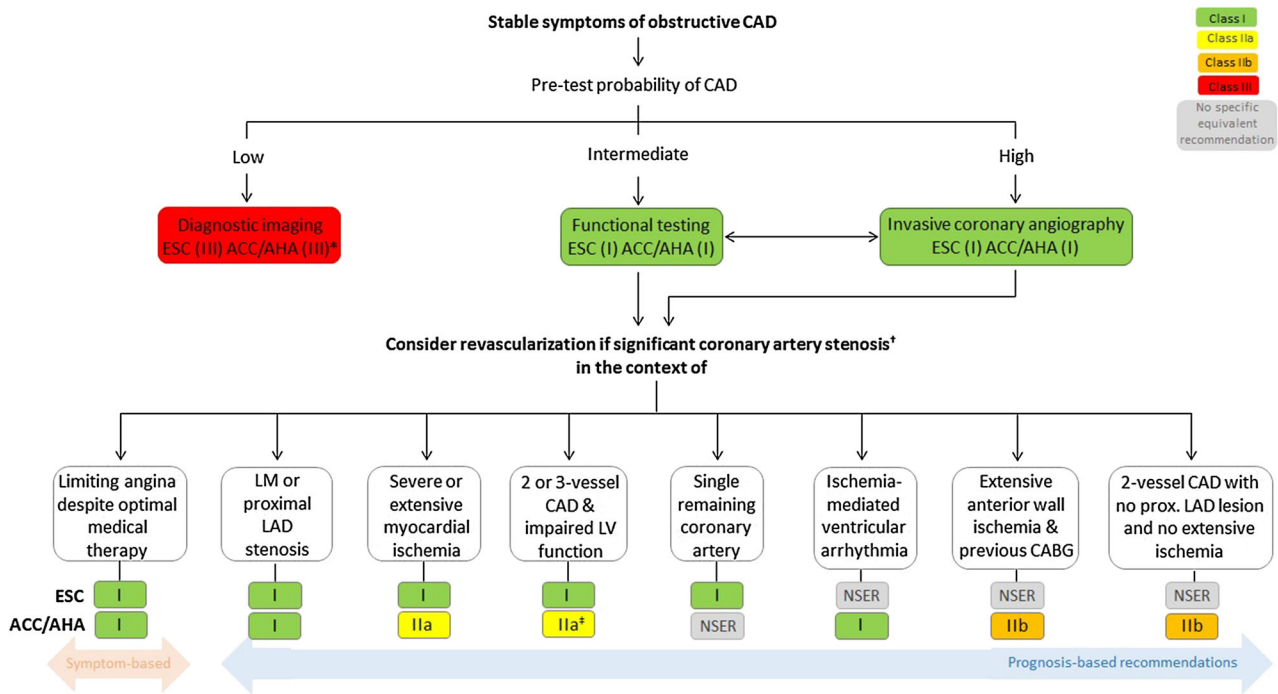 Stable symptoms of obstructive CAD
Class I
Class IIa
Class IIb
Class III
No specific
equivalent
recommendation
Pre-test probability of CAD
Low
Intermediate
High
Diagnostic imaging
ESC (III) ACC/AHA (III)*
Functional testing
ESC (I) ACC/AHA (I)
Invasive coronary angiography
ESC (I) ACC/AHA (I)
Consider revascularization if significant coronary artery stenosis†
in the context of
Limiting angina
despite optimal
medical
therapy
LM or
proximal
LAD
stenosis
Severe or
extensive
myocardial
ischemia
2 or 3-vessel
CAD &
impaired LV
function
Single
remaining
coronary
artery
Ischemia-
mediated
ventricular
arrhythmia
Extensive
anterior wall
ischemia &
previous CABG
2-vessel CAD with
no prox. LAD lesion
and no extensive
ischemia
ESC I I I I I NSER NSER NSER
ACC/AHA I I IIa IIa‡ NSER I IIb IIb
Symptom-based
Prognosis-based recommendations